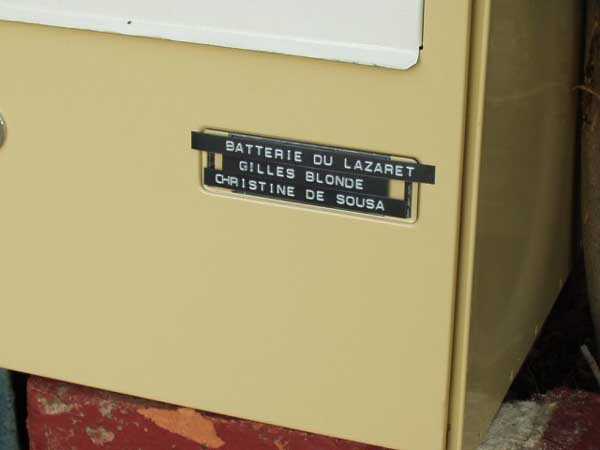 BATTERIE DU LAZARET
GILLES BLONDE
CHRISTINE DE SOUSA